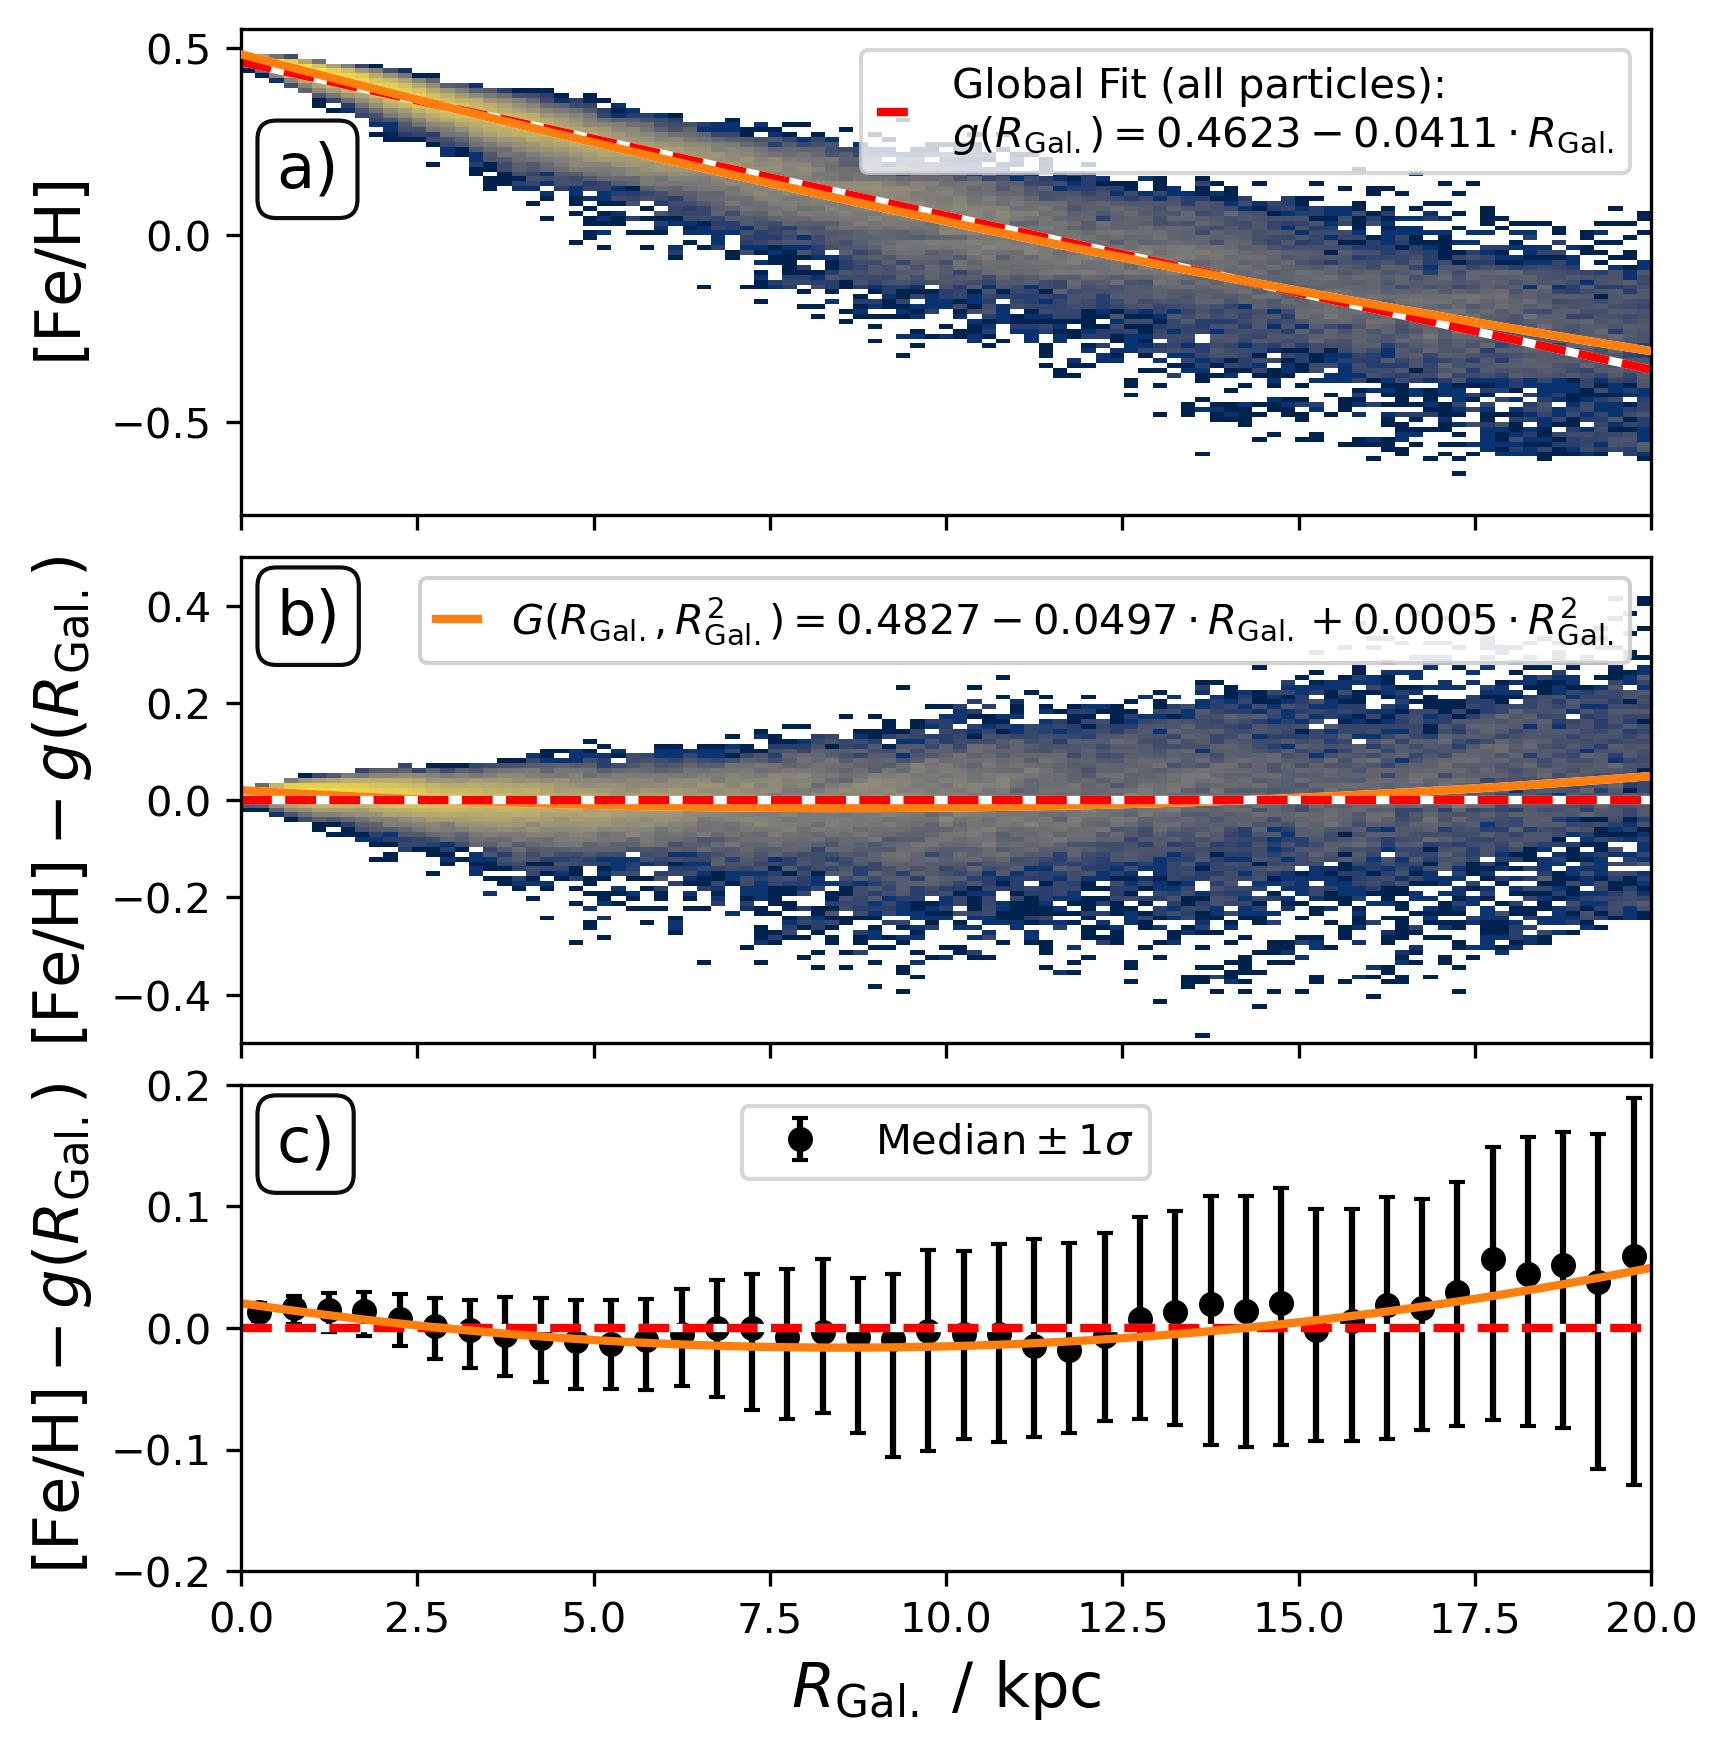 0.5
0.0
−0.5
[Fe/H]
a)
Global Fit (all particles):
g(R_Gal.) = 0.4623 − 0.0411 · R_Gal.
0.4
0.2
0.0
−0.2
−0.4
[Fe/H] − g(R_Gal.)
b)
G(R_Gal., R²_Gal.) = 0.4827 − 0.0497 · R_Gal. + 0.0005 · R²_Gal.
0.2
0.1
0.0
−0.1
−0.2
[Fe/H] − g(R_Gal.)
c)
Median ± 1σ
0.0 2.5 5.0 7.5 10.0 12.5 15.0 17.5 20.0
R_Gal. / kpc